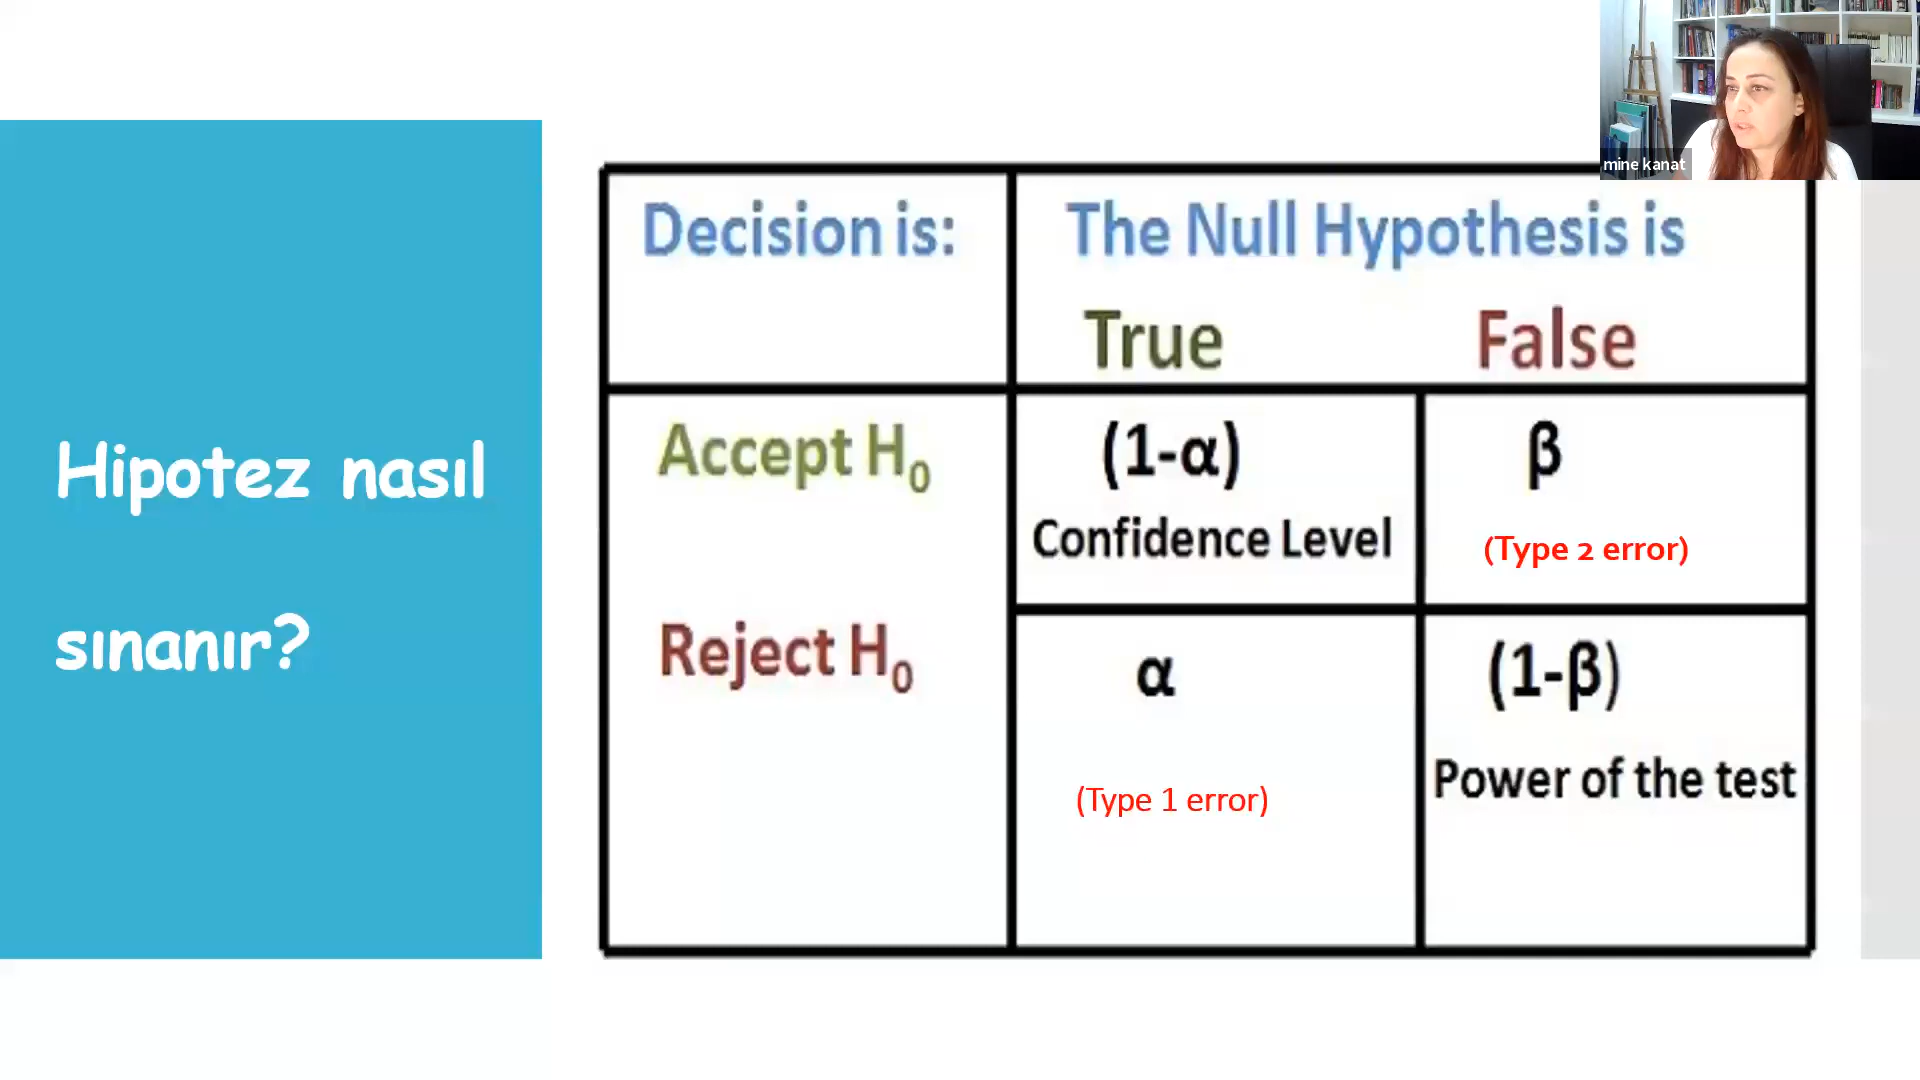 mine kanat
Hipotez nasıl
sınanır?
Decision is:
The Null Hypothesis is
True
False
Accept H₀
(1-α)
Confidence Level
β
(Type 2 error)
Reject H₀
α
(Type 1 error)
(1-β)
Power of the test